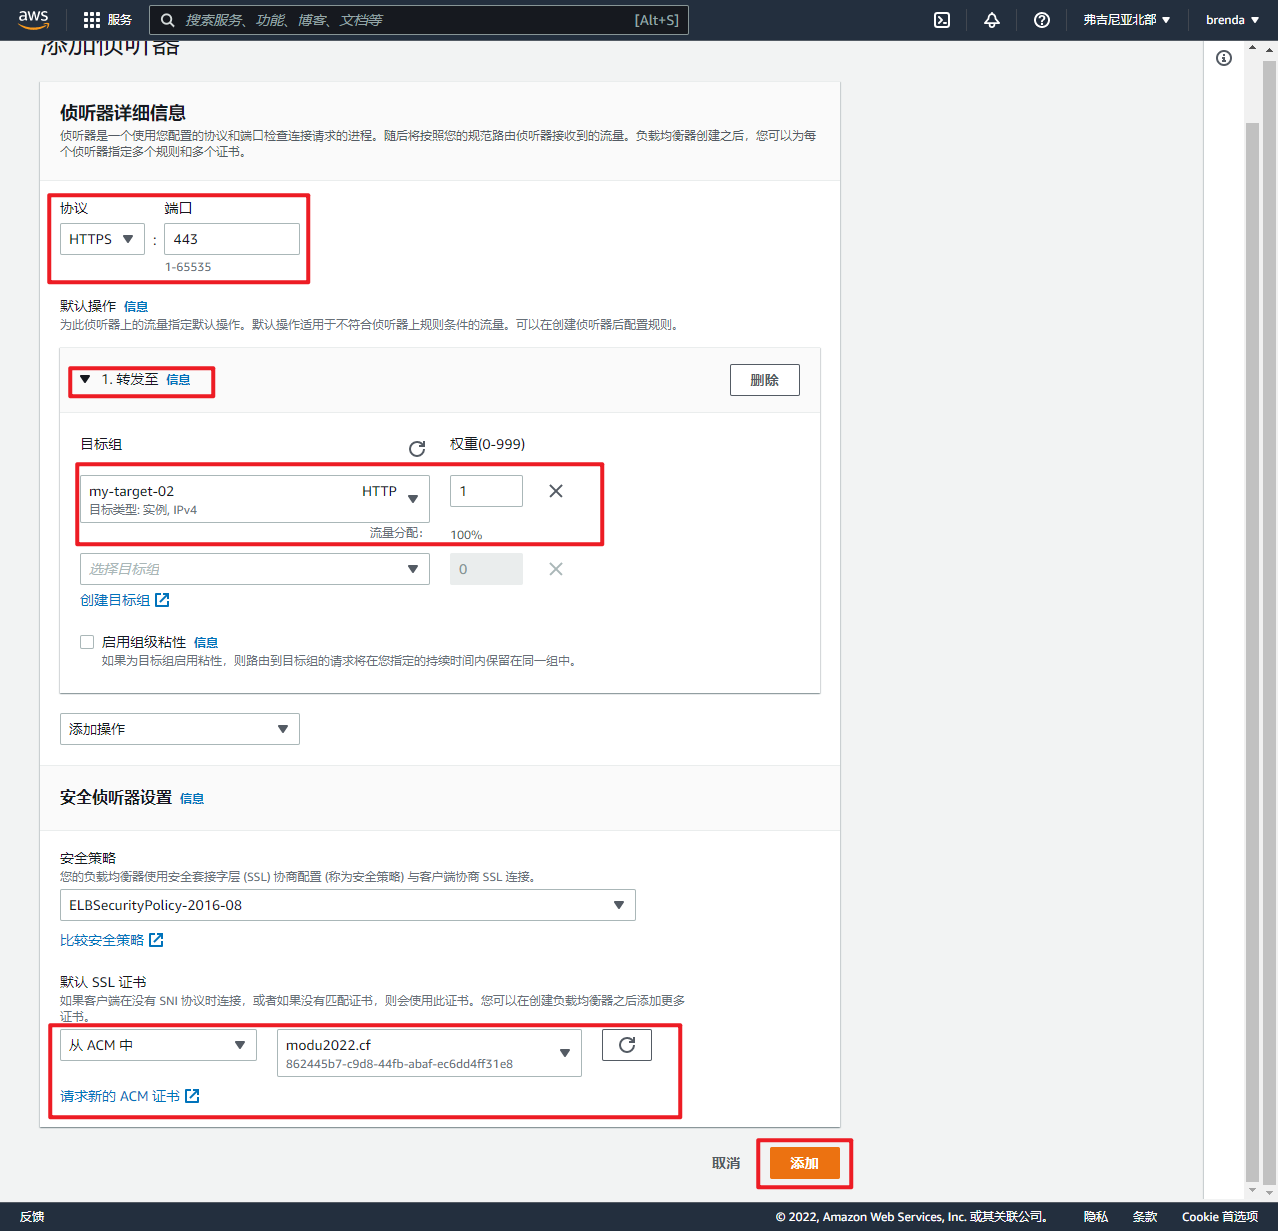 aws
服务
搜索服务、功能、博客、文档等
[Alt+S]
弗吉尼亚北部
brenda
添加侦听器
侦听器详细信息
侦听器是一个使用您配置的协议和端口检查连接请求的进程。随后将按照您的规范路由侦听器接收到的流量。负载均衡器创建之后，您可以为每
个侦听器指定多个规则和多个证书。
协议 端口
HTTPS : 443
1-65535
默认操作 信息
为此侦听器上的流量指定默认操作。默认操作适用于不符合侦听器上规则条件的流量。可以在创建侦听器后配置规则。
1. 转发至 信息
删除
目标组 权重(0-999)
my-target-02 HTTP 1
目标类型: 实例, IPv4
流量分配: 100%
选择目标组 0
创建目标组
启用组级粘性 信息
如果为目标组启用粘性，则路由到目标组的请求将在您指定的持续时间内保留在同一组中。
添加操作
安全侦听器设置 信息
安全策略
您的负载均衡器使用安全套接字层 (SSL) 协商配置 (称为安全策略) 与客户端协商 SSL 连接。
ELBSecurityPolicy-2016-08
比较安全策略
默认 SSL 证书
如果客户端在没有 SNI 协议时连接，或者如果没有匹配证书，则会使用此证书。您可以在创建负载均衡器之后添加更多
证书。
从 ACM 中 modu2022.cf
862445b7-c9d8-44fb-abaf-ec6dd4ff31e8
请求新的 ACM 证书
取消 添加
反馈
© 2022, Amazon Web Services, Inc. 或其关联公司。 隐私 条款 Cookie 首选项